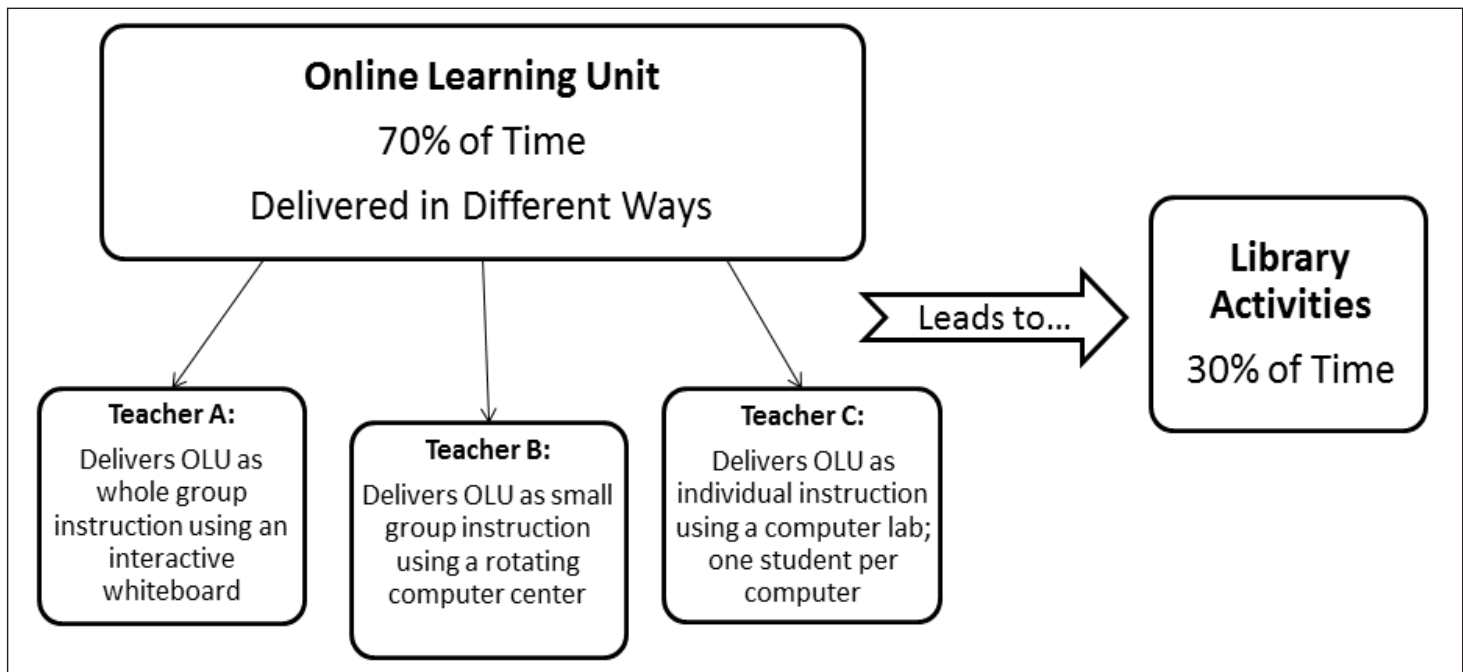 Online Learning Unit
70% of Time
Delivered in Different Ways
Leads to...
Library
Activities
30% of Time
Teacher A:
Delivers OLU as
whole group
instruction using an
interactive
whiteboard
Teacher B:
Delivers OLU as small
group instruction
using a rotating
computer center
Teacher C:
Delivers OLU as
individual instruction
using a computer lab;
one student per
computer